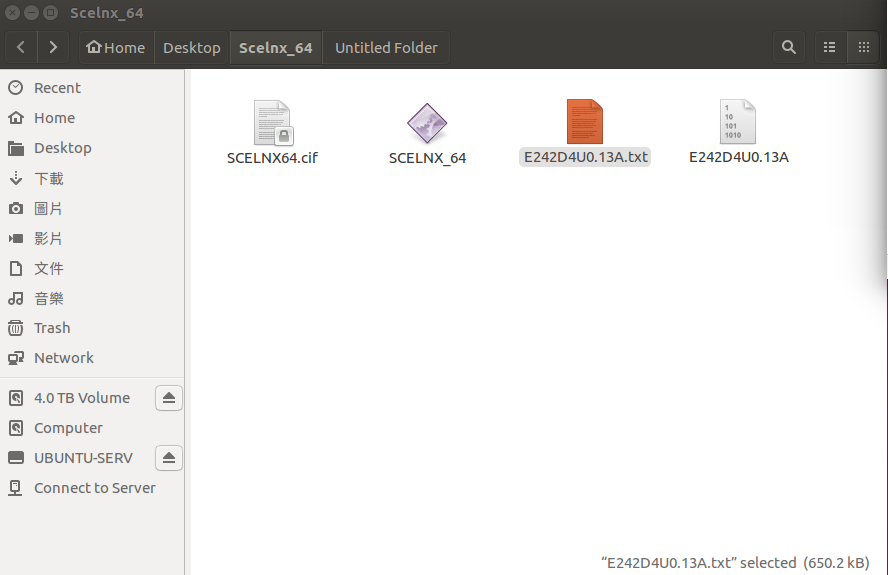 Scelnx_64
Home Desktop Scelnx_64 Untitled Folder
Recent
Home
Desktop
下載
圖片
影片
文件
音樂
Trash
Network
4.0 TB Volume
Computer
UBUNTU-SERV
Connect to Server
SCELNX64.cif
SCELNX_64
E242D4U0.13A.txt
1
10
101
1010
E242D4U0.13A
“E242D4U0.13A.txt” selected (650.2 kB)